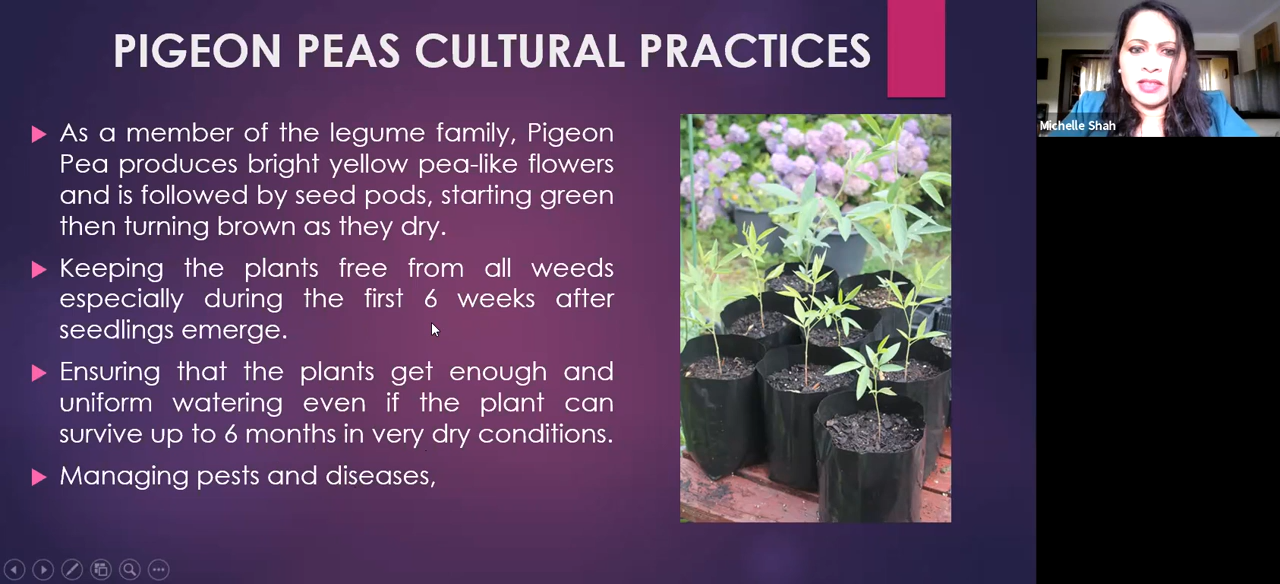 PIGEON PEAS CULTURAL PRACTICES
As a member of the legume family, Pigeon
Pea produces bright yellow pea-like flowers
and is followed by seed pods, starting green
then turning brown as they dry.
Keeping the plants free from all weeds
especially during the first 6 weeks after
seedlings emerge.
Ensuring that the plants get enough and
uniform watering even if the plant can
survive up to 6 months in very dry conditions.
Managing pests and diseases,
Michelle Shah